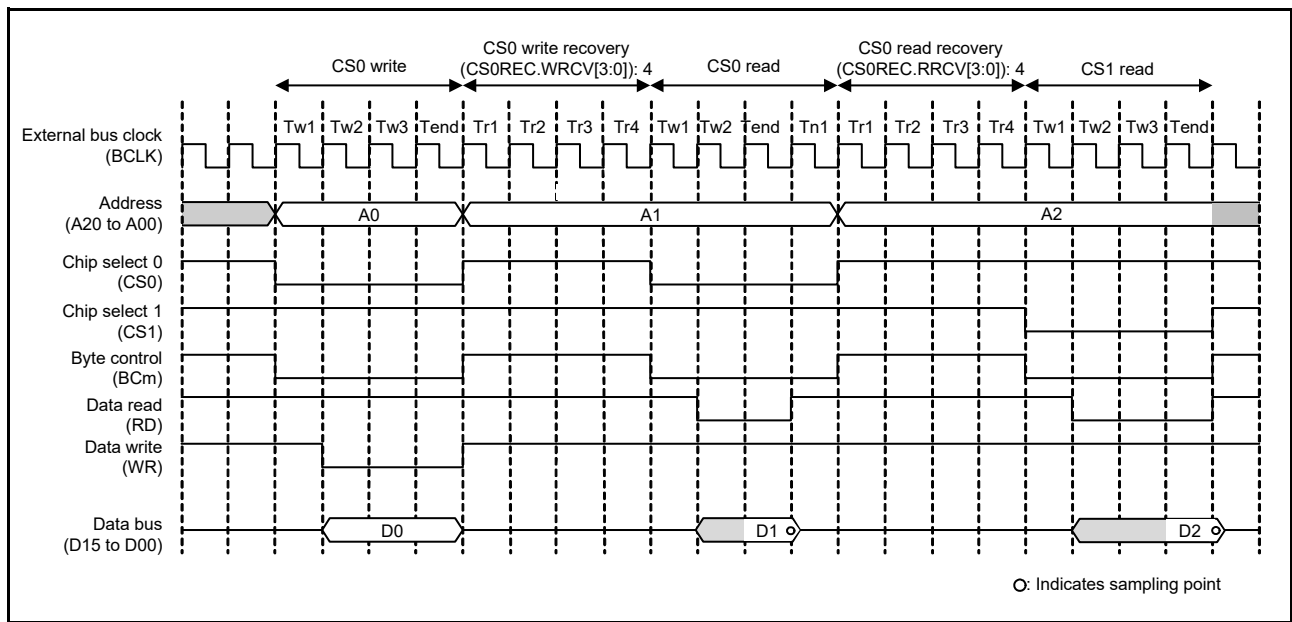 CS0 write
CS0 write recovery
(CS0REC.WRCV[3:0]): 4
CS0 read
CS0 read recovery
(CS0REC.RRCV[3:0]): 4
CS1 read
External bus clock
(BCLK)
Tw1 Tw2 Tw3 Tend Tr1 Tr2 Tr3 Tr4 Tw1 Tw2 Tend Tn1 Tr1 Tr2 Tr3 Tr4 Tw1 Tw2 Tw3 Tend
Address
(A20 to A00)
A0 A1 A2
Chip select 0
(CS0)
Chip select 1
(CS1)
Byte control
(BCm)
Data read
(RD)
Data write
(WR)
Data bus
(D15 to D00)
D0 D1 D2
: Indicates sampling point